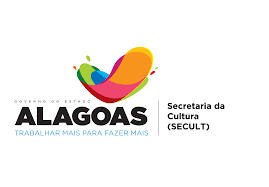 GOVERNO DO ESTADO
ALAGOAS
TRABALHAR MAIS PARA FAZER MAIS
Secretaria da
Cultura
(SECULT)